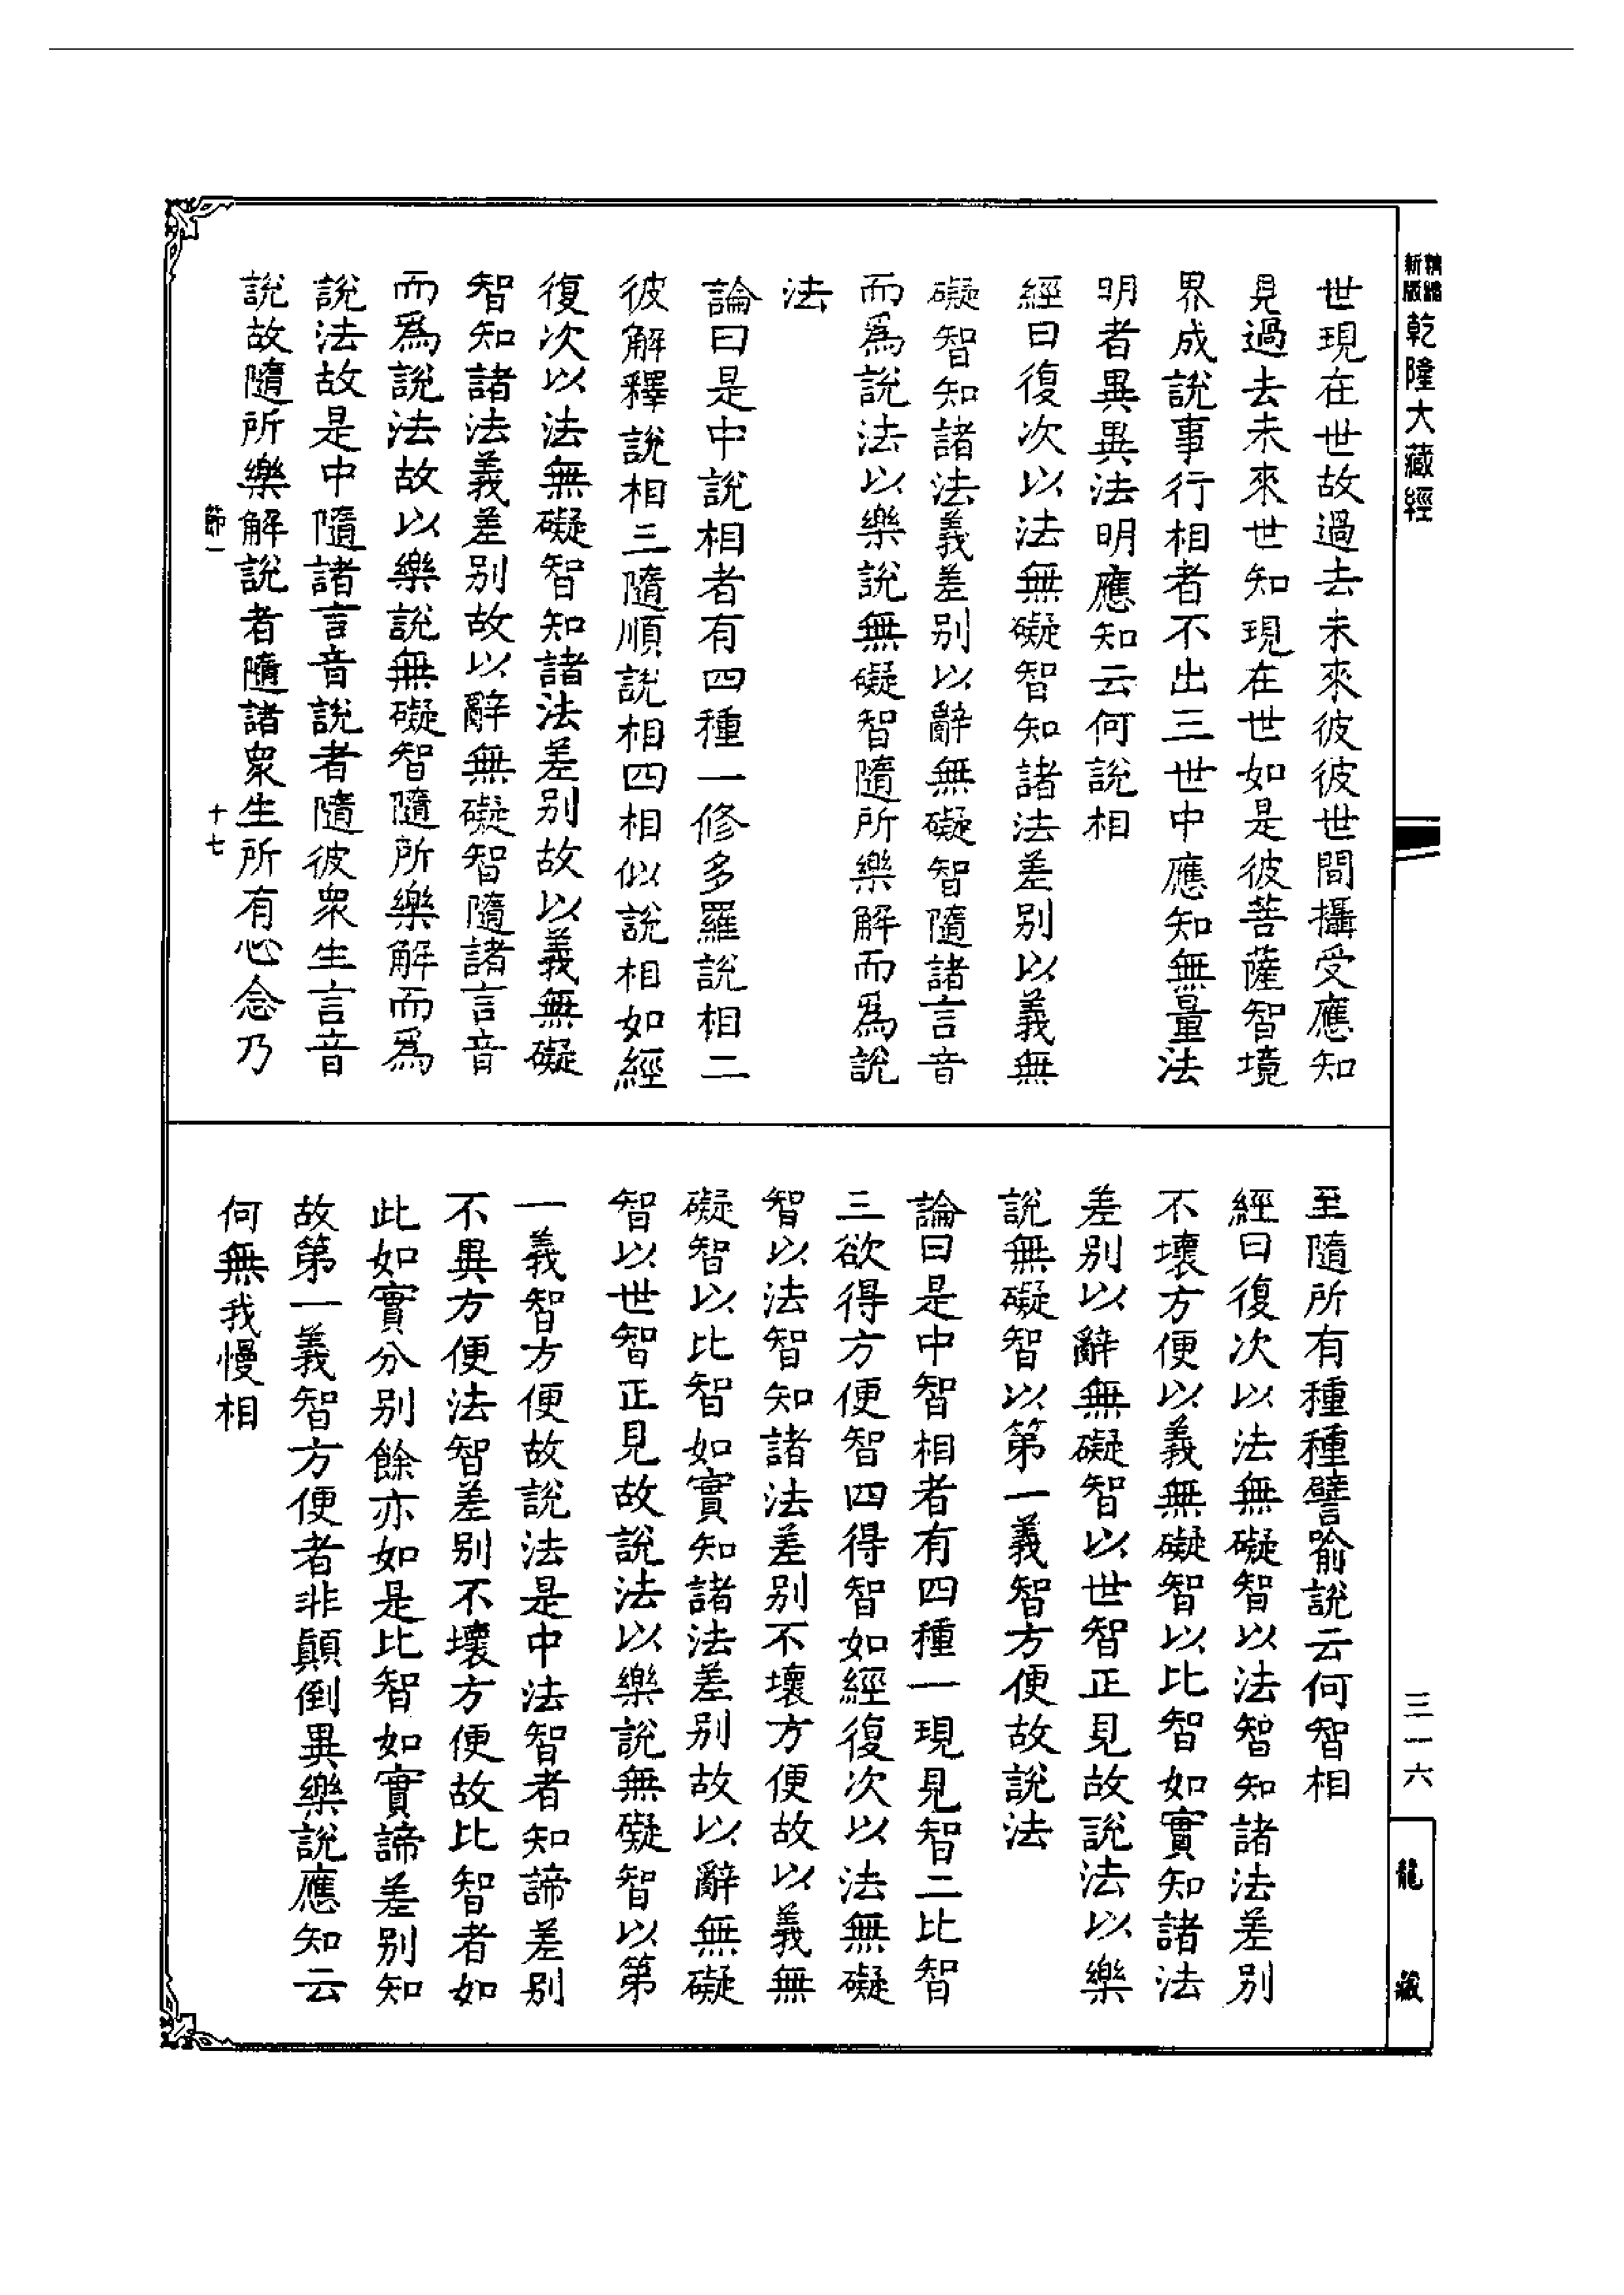 新版
精縮
乾隆大藏經
世現在世故過去未來彼彼世間攝受應知
見過去未來世知現在世如是彼菩薩智境
界成說事行相者不出三世中應知無量法
明者異異法明應知云何說相
經曰復次以法無礙智知諸法差別以義無
礙智知諸法義差別以辭無礙智隨諸言音
而爲說法以樂說無礙智隨所樂解而爲說
法
論曰是中說相者有四種一修多羅說相二
彼解釋說相三隨順說相四相似說相如經
復次以法無礙智知諸法差別故以義無礙
智知諸法義差別故以辭無礙智隨諸言音
而爲說法故以樂說無礙智隨所樂解而爲
說法故是中隨諸言音說者隨彼衆生言音
說故隨所樂解說者隨諸衆生所有心念乃
節一
十七
至隨所有種種譬喻說云何智相
經曰復次以法無礙智以法智知諸法差別
不壞方便以義無礙智以比智如實知諸法
差別以辭無礙智以世智正見故說法以樂
說無礙智以第一義智方便故說法
論曰是中智相者有四種一現見智二比智
三欲得方便智四得智如經復次以法無礙
智以法智知諸法差別不壞方便故以義無
礙智以比智如實知諸法差別故以辭無礙
智以世智正見故說法以樂說無礙智以第
一義智方便故說法是中法智者知諦差別
不異方便法智差別不壞方便故比智者如
此如實分別餘亦如是比智如實諦差別知
故第一義智方便者非顛倒異樂說應知云
何無我慢相
三一六
龍藏